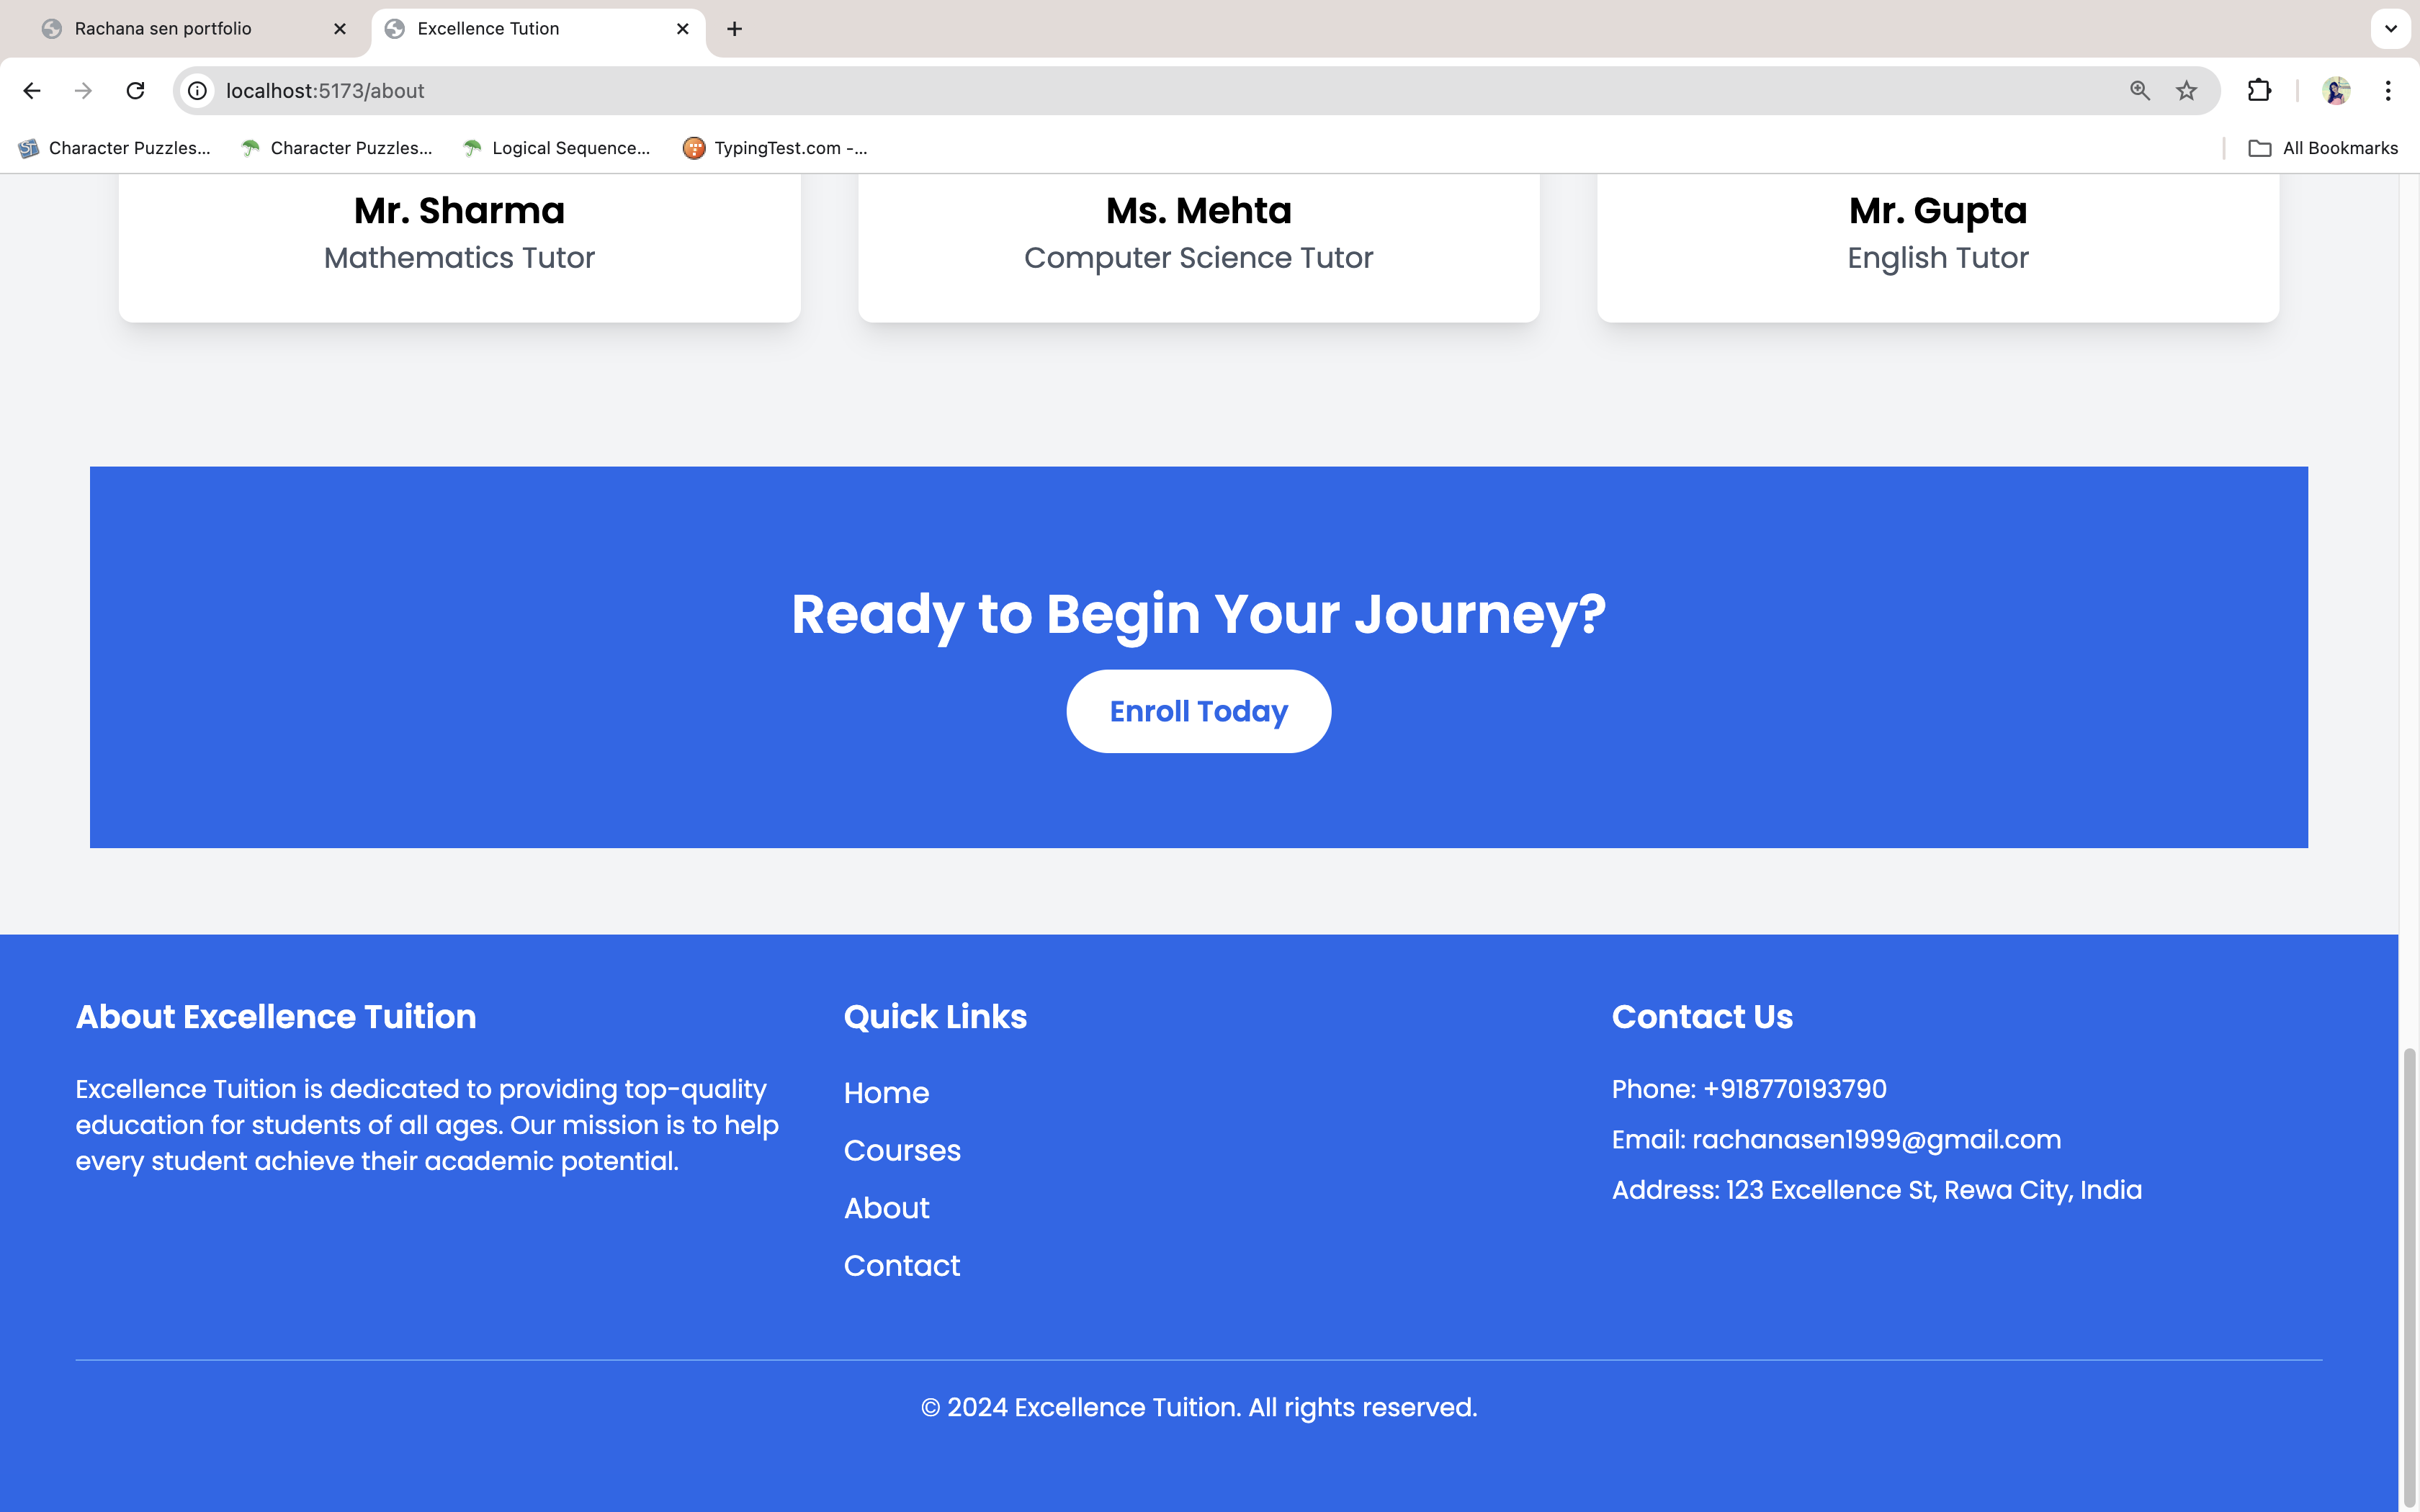 Rachana sen portfolio
Excellence Tution
localhost:5173/about
Character Puzzles...
Character Puzzles...
Logical Sequence...
TypingTest.com -...
All Bookmarks
Mr. Sharma
Mathematics Tutor
Ms. Mehta
Computer Science Tutor
Mr. Gupta
English Tutor
Ready to Begin Your Journey?
Enroll Today
About Excellence Tuition
Excellence Tuition is dedicated to providing top-quality
education for students of all ages. Our mission is to help
every student achieve their academic potential.
Quick Links
Home
Courses
About
Contact
Contact Us
Phone: +918770193790
Email: rachanasen1999@gmail.com
Address: 123 Excellence St, Rewa City, India
© 2024 Excellence Tuition. All rights reserved.